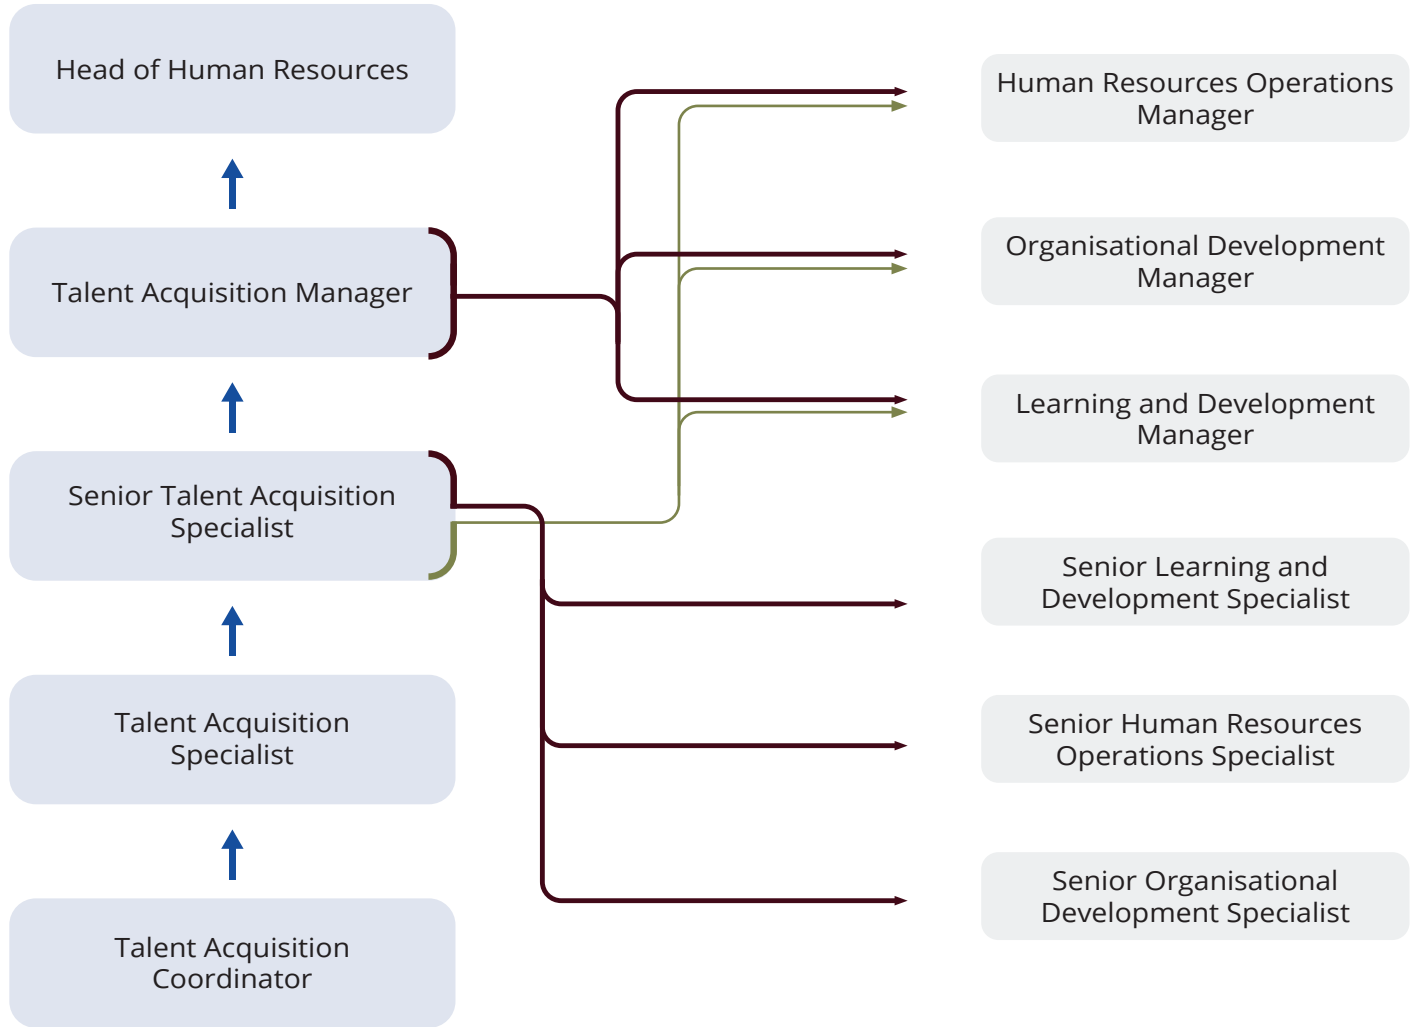 Head of Human Resources
Talent Acquisition Manager
Senior Talent Acquisition
Specialist
Talent Acquisition
Specialist
Talent Acquisition
Coordinator
Human Resources Operations
Manager
Organisational Development
Manager
Learning and Development
Manager
Senior Learning and
Development Specialist
Senior Human Resources
Operations Specialist
Senior Organisational
Development Specialist